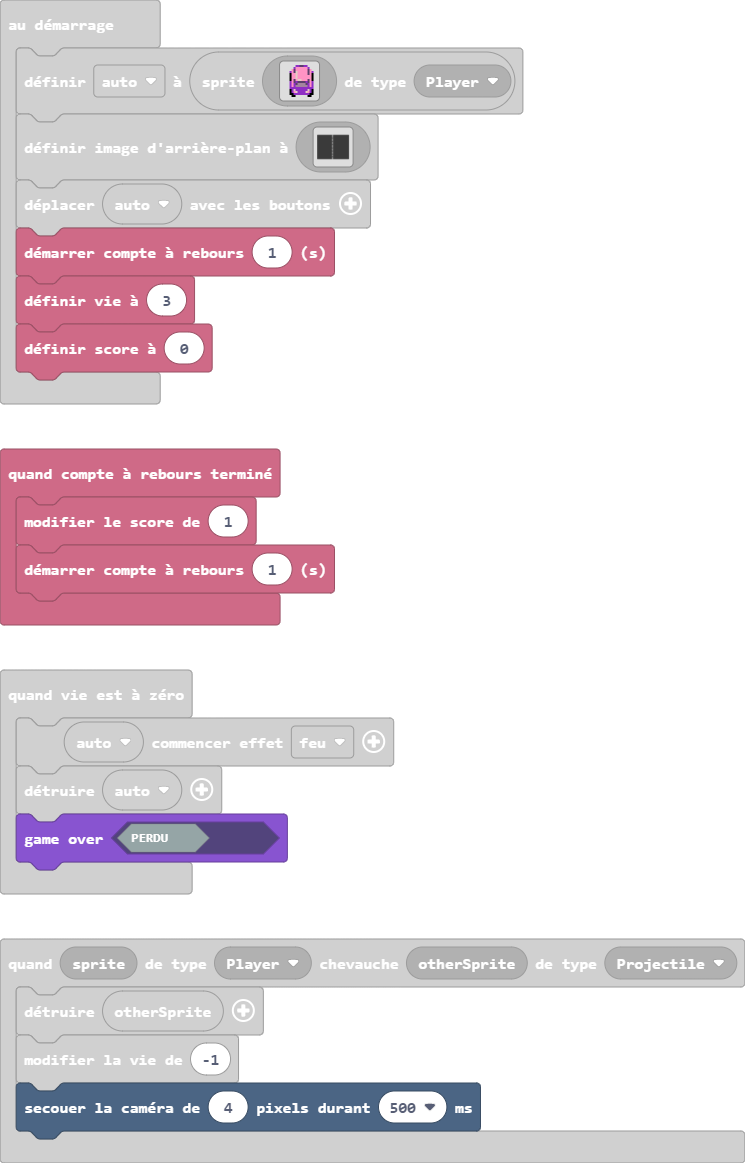 au démarrage
définir auto à sprite de type Player
définir image d'arrière-plan à
déplacer auto avec les boutons
démarrer compte à rebours 1 (s)
définir vie à 3
définir score à 0
quand compte à rebours terminé
modifier le score de 1
démarrer compte à rebours 1 (s)
quand vie est à zéro
auto commencer effet feu
détruire auto
game over PERDU
quand sprite de type Player chevauche otherSprite de type Projectile
détruire otherSprite
modifier la vie de -1
secouer la caméra de 4 pixels durant 500 ms